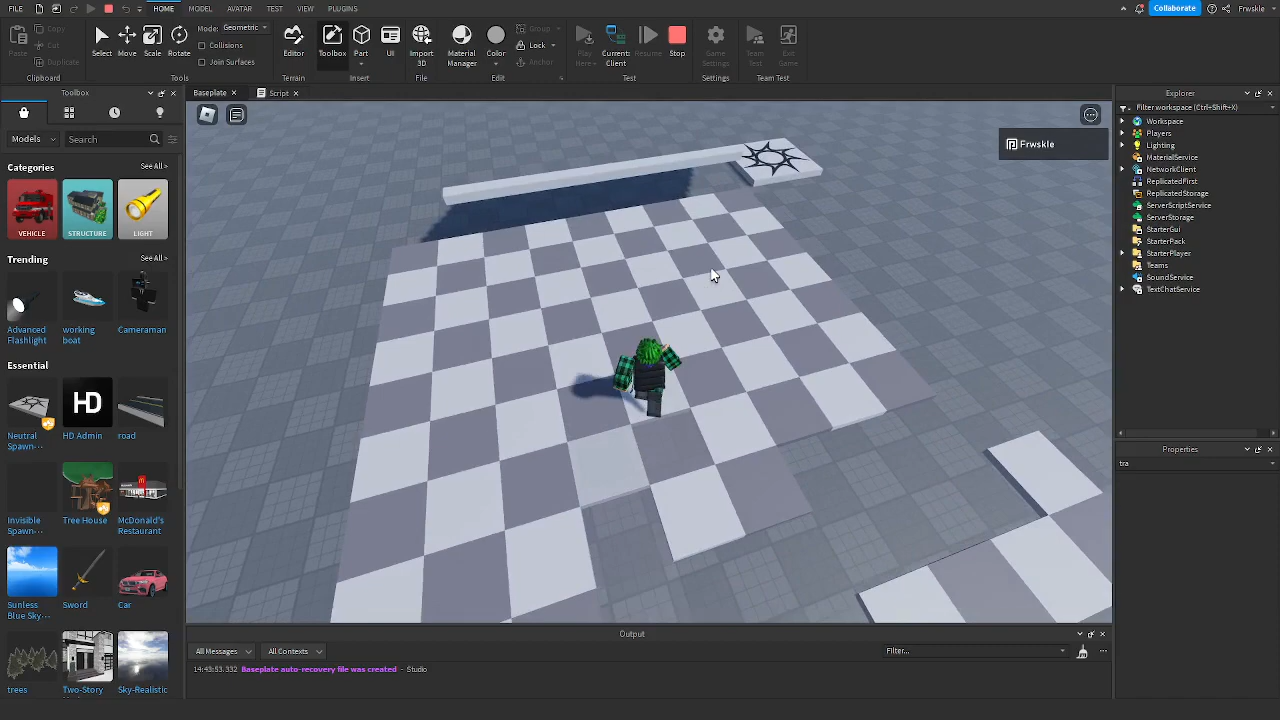 FILE HOME MODEL AVATAR TEST VIEW PLUGINS Collaborate Frwskle
Paste Copy Cut Duplicate Clipboard
Select Move Scale Rotate Mode: Geometric Collisions Join Surfaces Tools
Editor Terrain
Toolbox Part UI Insert
Import 3D File
Material Manager Color Group Lock Anchor Edit
Play Here Current: Client Resume Stop Test
Game Settings Settings
Team Test Exit Game Team Test
Toolbox
Models Search
Categories See All>
VEHICLE STRUCTURE LIGHT
Trending See All>
Advanced Flashlight
working boat
Cameraman
Essential See All>
HD
Neutral Spawn…
HD Admin
road
Invisible Spawn…
Tree House
McDonald's Restaurant
Sunless Blue Sky…
Sword
Car
trees
Two-Story
Sky-Realistic
Baseplate × Script ×
Frwskle
Output
All Messages All Contexts Filter...
14:43:53.332 Baseplate auto-recovery file was created - Studio
Explorer
Filter workspace (Ctrl+Shift+X)
Workspace
Players
Lighting
MaterialService
NetworkClient
ReplicatedFirst
ReplicatedStorage
ServerScriptService
ServerStorage
StarterGui
StarterPack
StarterPlayer
Teams
SoundService
TextChatService
Properties
tra